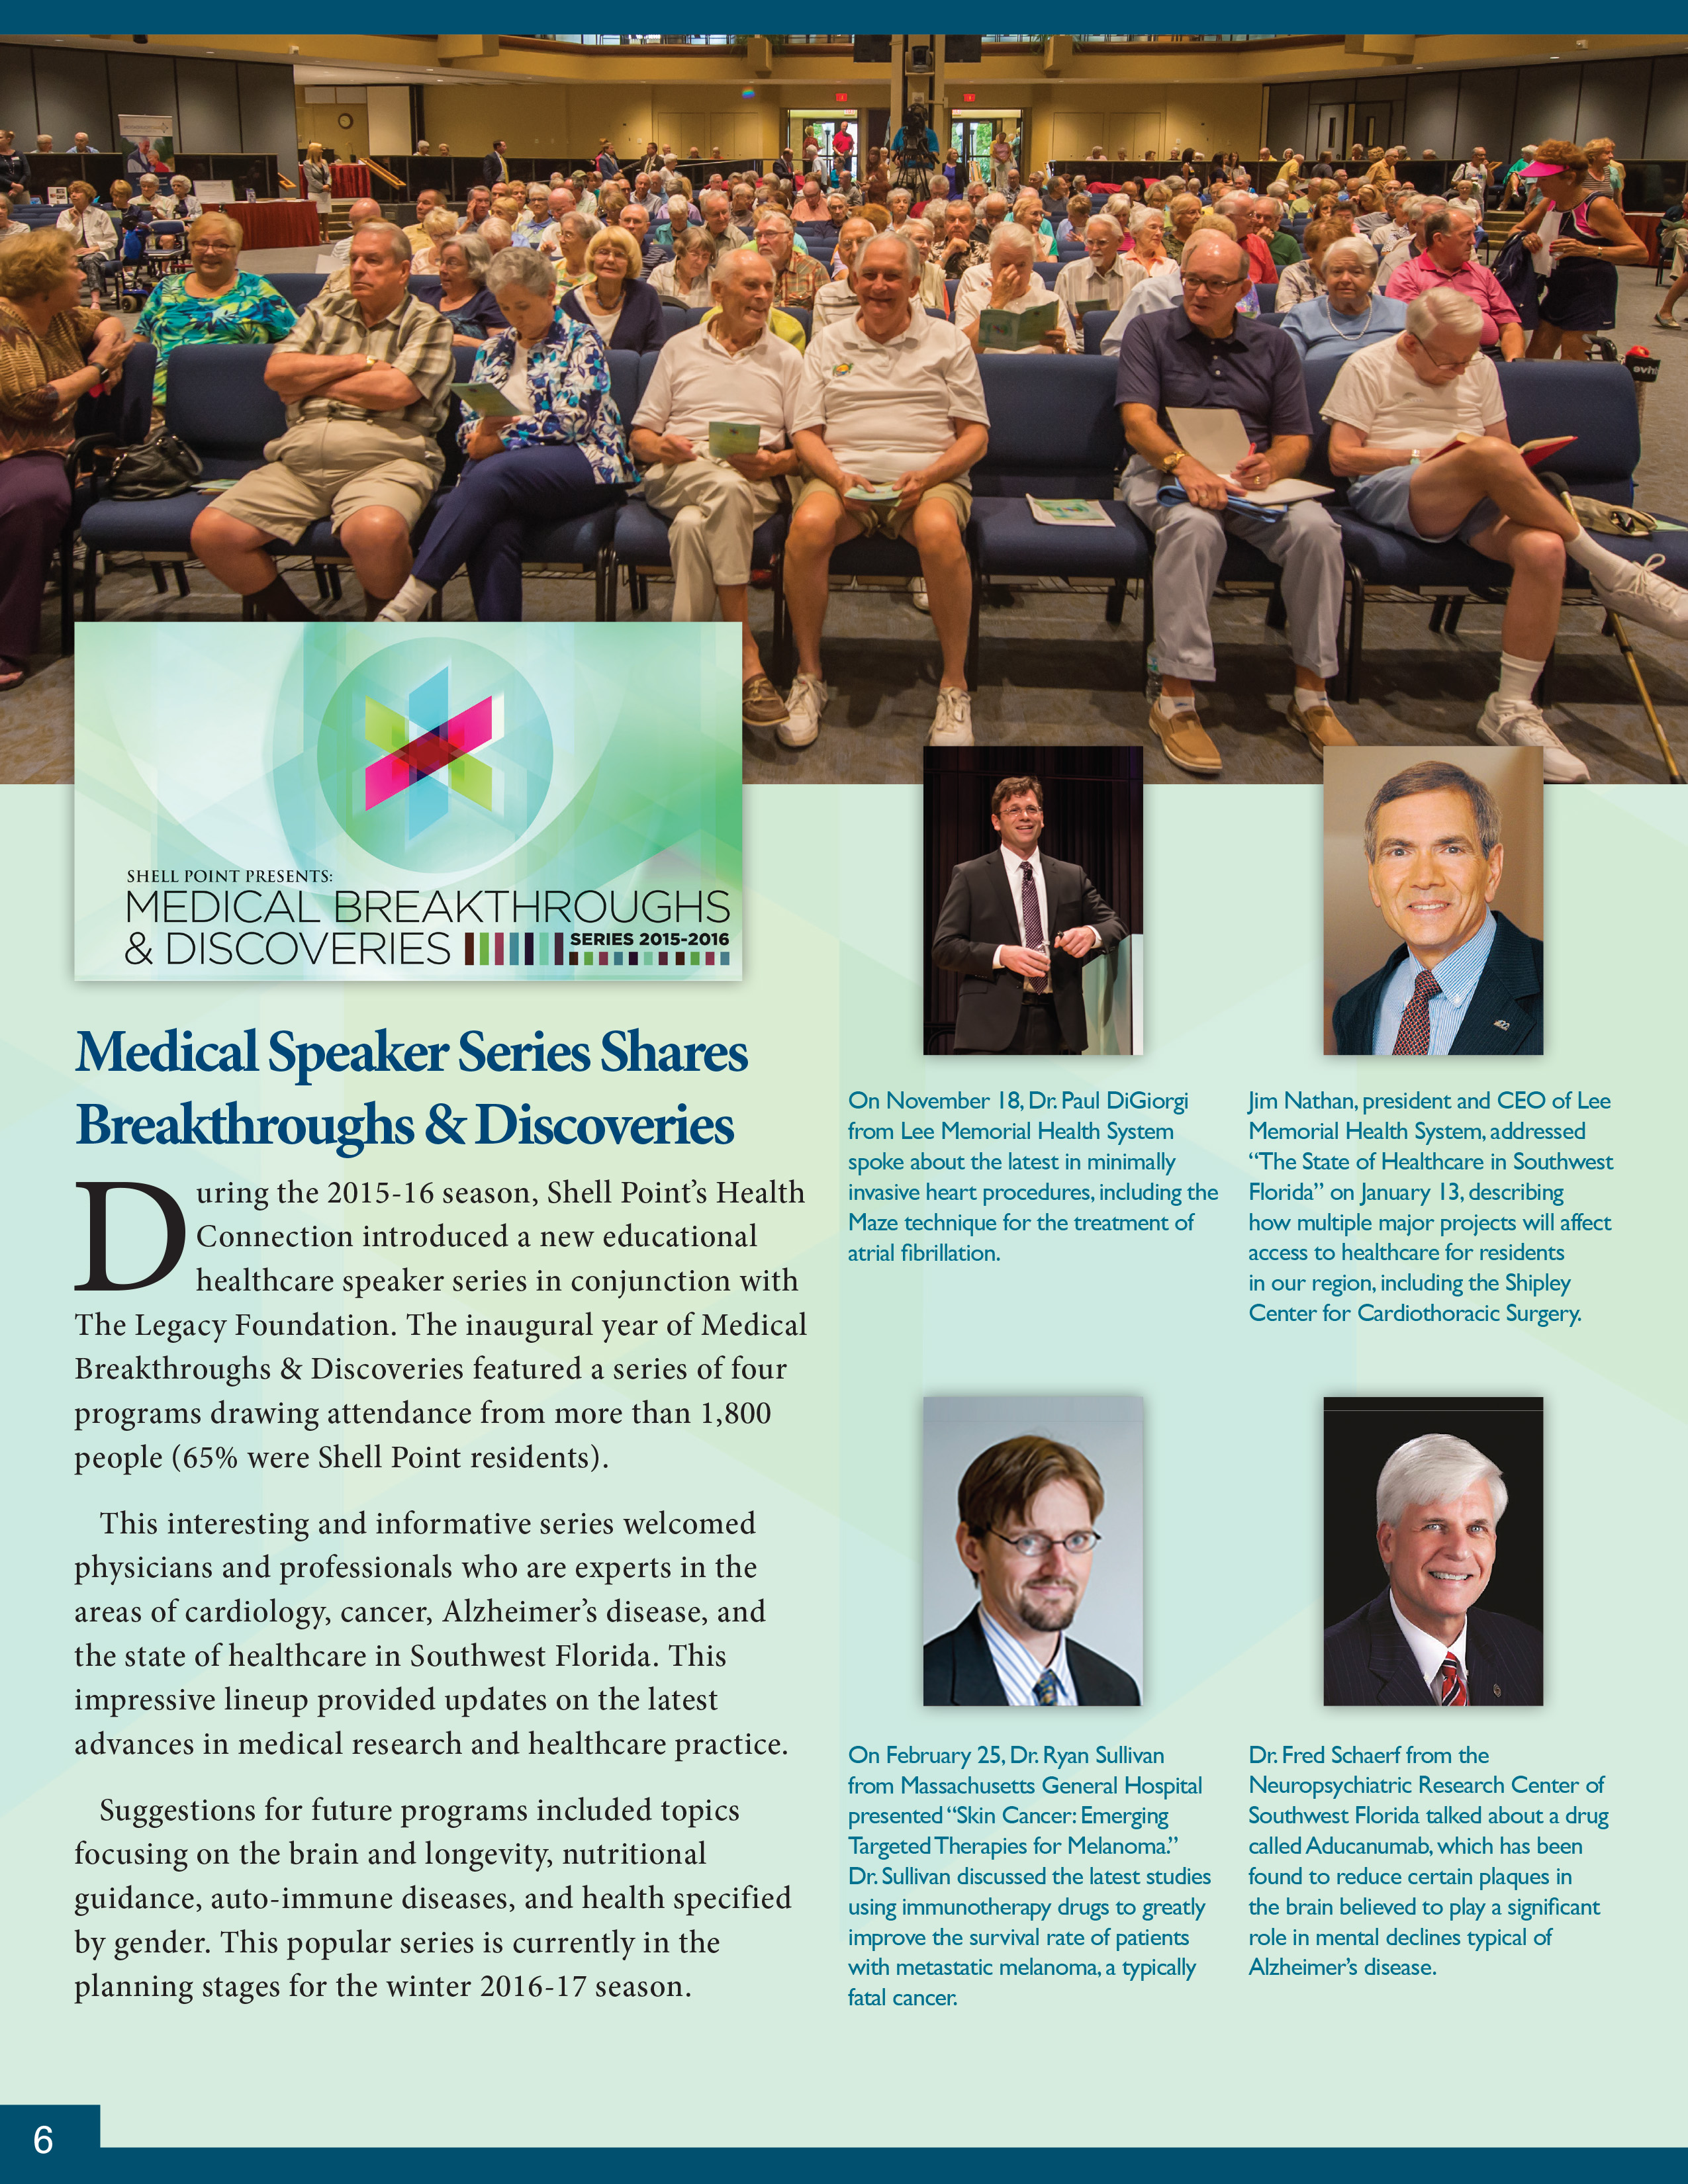 SHELL POINT PRESENTS:
MEDICAL BREAKTHROUGHS
& DISCOVERIES SERIES 2015-2016
Medical Speaker Series Shares
Breakthroughs & Discoveries
During the 2015-16 season, Shell Point’s Health
Connection introduced a new educational
healthcare speaker series in conjunction with
The Legacy Foundation. The inaugural year of Medical
Breakthroughs & Discoveries featured a series of four
programs drawing attendance from more than 1,800
people (65% were Shell Point residents).
This interesting and informative series welcomed
physicians and professionals who are experts in the
areas of cardiology, cancer, Alzheimer’s disease, and
the state of healthcare in Southwest Florida. This
impressive lineup provided updates on the latest
advances in medical research and healthcare practice.
Suggestions for future programs included topics
focusing on the brain and longevity, nutritional
guidance, auto-immune diseases, and health specified
by gender. This popular series is currently in the
planning stages for the winter 2016-17 season.
On November 18, Dr. Paul DiGiorgi
from Lee Memorial Health System
spoke about the latest in minimally
invasive heart procedures, including the
Maze technique for the treatment of
atrial fibrillation.
Jim Nathan, president and CEO of Lee
Memorial Health System, addressed
“The State of Healthcare in Southwest
Florida” on January 13, describing
how multiple major projects will affect
access to healthcare for residents
in our region, including the Shipley
Center for Cardiothoracic Surgery.
On February 25, Dr. Ryan Sullivan
from Massachusetts General Hospital
presented “Skin Cancer: Emerging
Targeted Therapies for Melanoma.”
Dr. Sullivan discussed the latest studies
using immunotherapy drugs to greatly
improve the survival rate of patients
with metastatic melanoma, a typically
fatal cancer.
Dr. Fred Schaerf from the
Neuropsychiatric Research Center of
Southwest Florida talked about a drug
called Aducanumab, which has been
found to reduce certain plaques in
the brain believed to play a significant
role in mental declines typical of
Alzheimer’s disease.
6